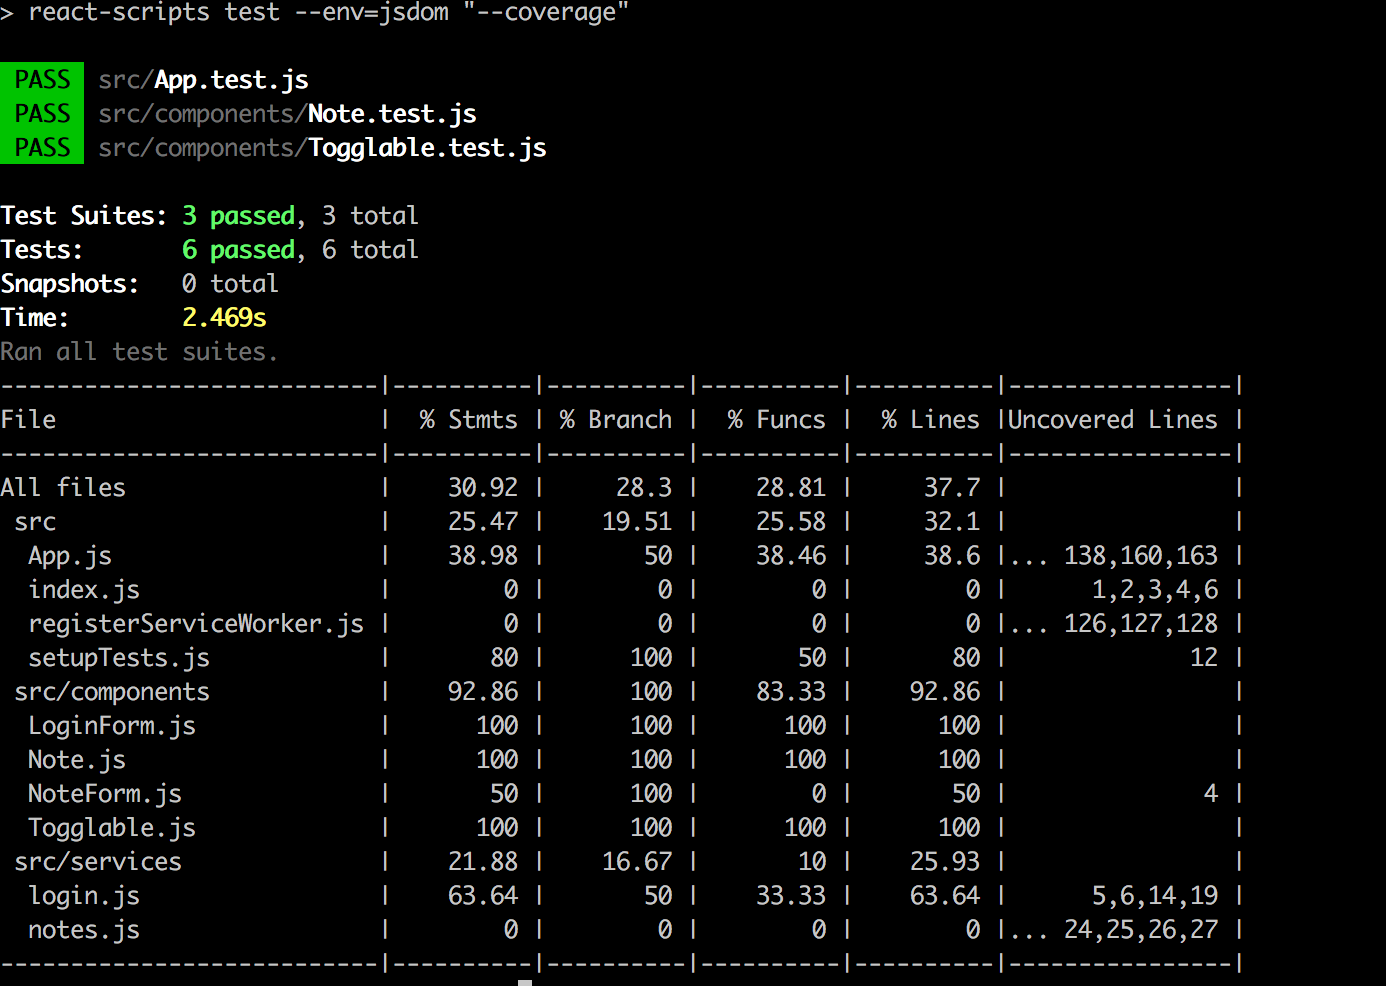 > react-scripts test --env=jsdom "--coverage"
PASS src/App.test.js
PASS src/components/Note.test.js
PASS src/components/Togglable.test.js
Test Suites: 3 passed, 3 total
Tests:       6 passed, 6 total
Snapshots:   0 total
Time:        2.469s
Ran all test suites.
---------------------------|----------|----------|----------|----------|----------------|
File                       |  % Stmts | % Branch |  % Funcs |  % Lines |Uncovered Lines |
---------------------------|----------|----------|----------|----------|----------------|
All files                  |    30.92 |     28.3 |    28.81 |     37.7 |                |
 src                       |    25.47 |    19.51 |    25.58 |     32.1 |                |
  App.js                   |    38.98 |       50 |    38.46 |     38.6 |... 138,160,163 |
  index.js                 |        0 |        0 |        0 |        0 |      1,2,3,4,6 |
  registerServiceWorker.js |        0 |        0 |        0 |        0 |... 126,127,128 |
  setupTests.js            |       80 |      100 |       50 |       80 |             12 |
 src/components            |    92.86 |      100 |    83.33 |    92.86 |                |
  LoginForm.js             |      100 |      100 |      100 |      100 |                |
  Note.js                  |      100 |      100 |      100 |      100 |                |
  NoteForm.js              |       50 |      100 |        0 |       50 |              4 |
  Togglable.js             |      100 |      100 |      100 |      100 |                |
 src/services              |    21.88 |    16.67 |       10 |    25.93 |                |
  login.js                 |    63.64 |       50 |    33.33 |    63.64 |      5,6,14,19 |
  notes.js                 |        0 |        0 |        0 |        0 |... 24,25,26,27 |
---------------------------|----------|----------|----------|----------|----------------|